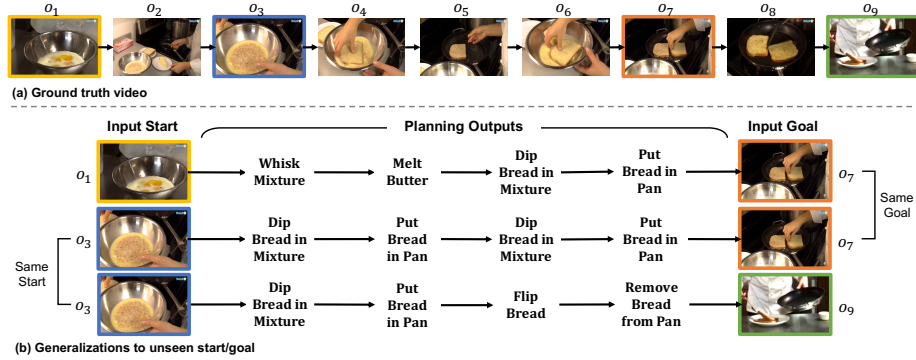 o1 o2 o3 o4 o5 o6 o7 o8 o9
(a) Ground truth video
Input Start
Planning Outputs
Input Goal
o1
Whisk
Mixture
Melt
Butter
Dip
Bread in
Mixture
Put
Bread in
Pan
o7
o3
Dip
Bread in
Mixture
Put
Bread
in Pan
Dip
Bread in
Mixture
Put
Bread in
Pan
o7
Same
Start
Same
Goal
o3
Dip
Bread in
Mixture
Put
Bread
in Pan
Flip
Bread
Remove
Bread
from Pan
o9
(b) Generalizations to unseen start/goal